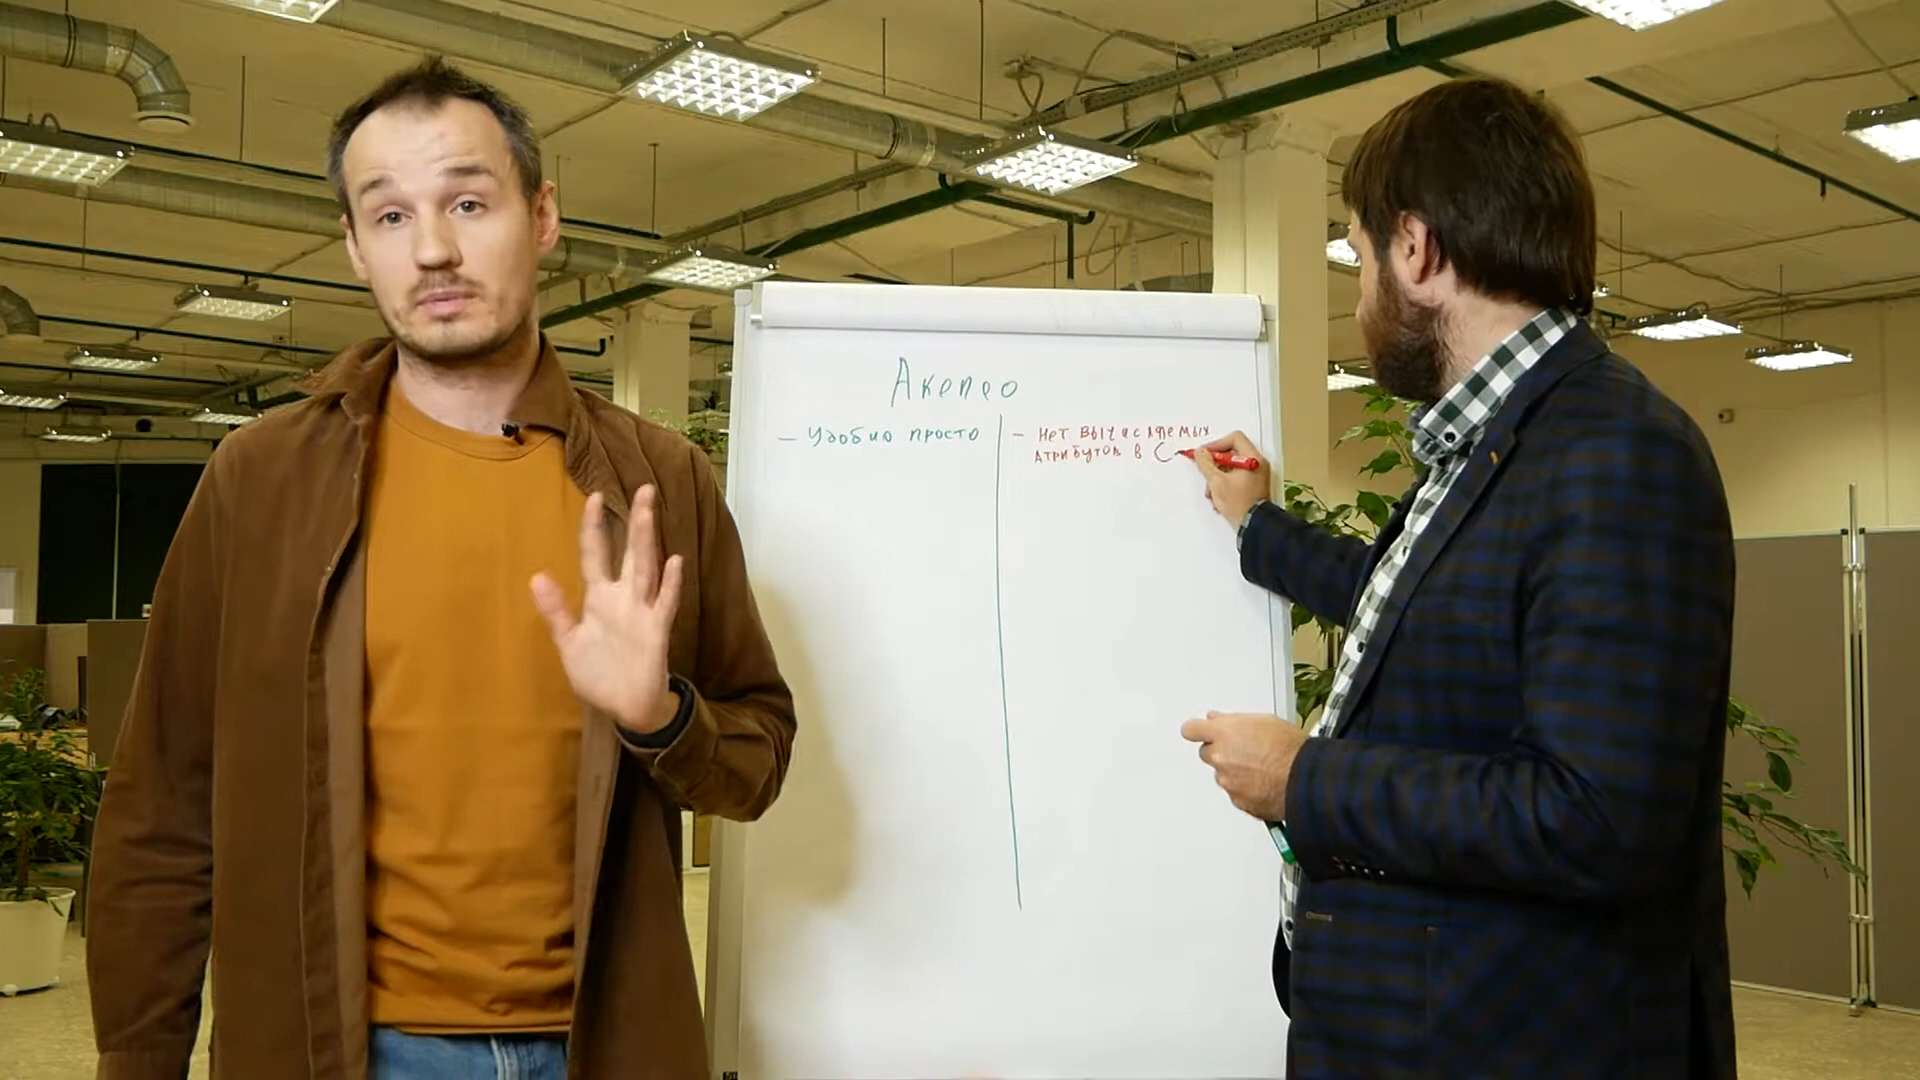 Акепео
— Удобно просто
— Нет вычисляемых
атрибутов в С